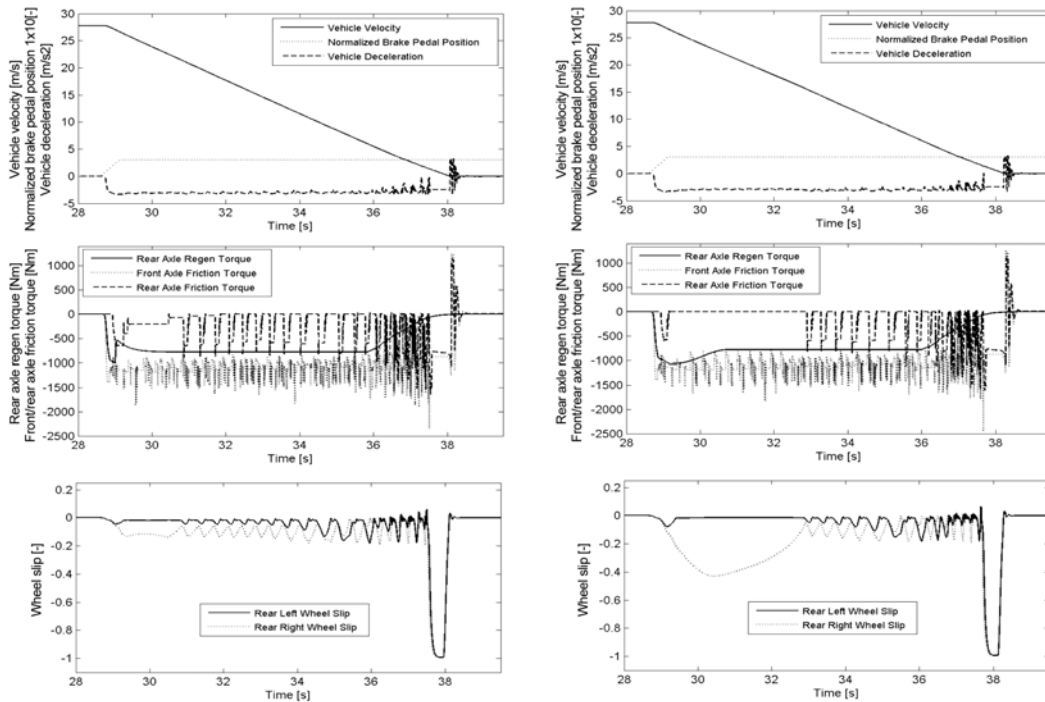 Vehicle velocity [m/s]
Normalized brake pedal position 1x10[-]
Vehicle deceleration [m/s2]
30
25
20
15
10
5
0
-5
Vehicle Velocity
Normalized Brake Pedal Position
Vehicle Deceleration
28 30 32 34 36 38
Time [s]
Vehicle velocity [m/s]
Normalized brake pedal position 1x10[-]
Vehicle deceleration [m/s2]
30
25
20
15
10
5
0
-5
Vehicle Velocity
Normalized Brake Pedal Position
Vehicle Deceleration
28 30 32 34 36 38
Time [s]
Rear axle regen torque [Nm]
Front/rear axle friction torque [Nm]
1000
500
0
-500
-1000
-1500
-2000
-2500
Rear Axle Regen Torque
Front Axle Friction Torque
Rear Axle Friction Torque
28 30 32 34 36 38
Time [s]
Rear axle regen torque [Nm]
Front/rear axle friction torque [Nm]
1000
500
0
-500
-1000
-1500
-2000
-2500
Rear Axle Regen Torque
Front Axle Friction Torque
Rear Axle Friction Torque
28 30 32 34 36 38
Time [s]
Wheel slip [-]
0.2
0
-0.2
-0.4
-0.6
-0.8
-1
Rear Left Wheel Slip
Rear Right Wheel Slip
28 30 32 34 36 38
Time [s]
Wheel slip [-]
0.2
0
-0.2
-0.4
-0.6
-0.8
-1
Rear Left Wheel Slip
Rear Right Wheel Slip
28 30 32 34 36 38
Time [s]